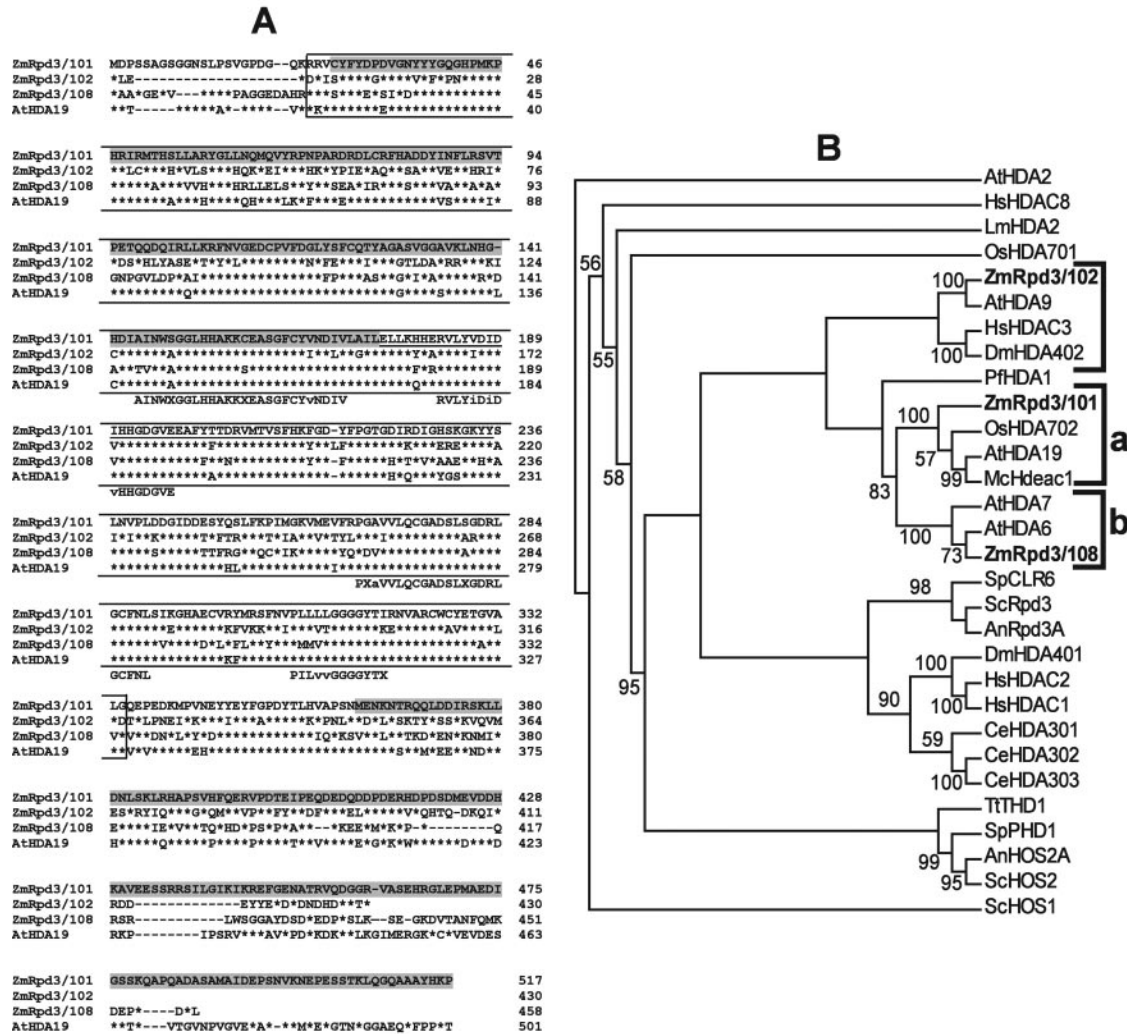 A
ZmRpd3/101 MDPSSAGSGGNSLPSVGPDG--QKRRVCYFYDPDVGNYYYGQGHPMKP 46
ZmRpd3/102 *LE--------------------*D*IS****G****V*F*PN***** 28
ZmRpd3/108 *AA*GE*V---****PAGGEDAHR****S***E*SI*D********** 45
AtHDA19 **T------*****A*----**V**K******E*********** 40
ZmRpd3/101 HRIRMTHSLLARYGLLNQMQVYRPNPARDRDLCRFHADDYINFLRSVT 94
ZmRpd3/102 **LC***H*VLS***HQK*EI***HK*YPIE*AQ**SA**VE**HRI* 76
ZmRpd3/108 *****A***VVH***HRLLELS**Y**SEA*IR***S**VA**A**A* 93
AtHDA19 ******A***H**QH**LK*F**E************VS****I* 88
ZmRpd3/101 PETQQDQIRLLKRFNVGEDCPVFDGLYSFCQTYAGASVGGAVKLNHG- 141
ZmRpd3/102 *DS*HLYASE*T*Y*L*********N*FE***I***GTLDA*RR***KI 124
ZmRpd3/108 GNPGVLDP*AI**************FP***AS**G*I*A*****R*D 141
AtHDA19 *******Q********************G***S*******L 136
ZmRpd3/101 HDIAINWSGGLHHAKKCEASGFCYVNDIVLAILELLKHHERVLYVDID 189
ZmRpd3/102 C******A*************I**L**G*****Y**A****I**** 172
ZmRpd3/108 A**TV**A********S****************F*R********* 189
AtHDA19 C******A************************Q********** 184
AINWXGGLHHAKKXEASGFCYvNDIV RVLYiDiD
ZmRpd3/101 IHHGDGVEEAFYTTDRVMTVSFHKFGD-YFPGTGDIRDIGHSKGKYYS 236
ZmRpd3/102 V***********F************Y**LF*****K***ERE****A 220
ZmRpd3/108 V**********F**N*******Y***-**F***H*T*V*AAE**H*A 236
AtHDA19 ************A*****************H*Q***YGS****** 231
vHHGDGVE
ZmRpd3/101 LNVPLDDGIDDESYQSLFKPIMGKVMEVFRPGAVVLQCGADSLSGDRL 284
ZmRpd3/102 I*I**K*****T**FTR***T*IA**V*TYL***I*******AR*** 268
ZmRpd3/108 *****S*****TTFRG**QC*IK****YQ*DV*********A***** 284
AtHDA19 ************HL*********I********************* 279
PXaVVLQCGADSLXGDRL
ZmRpd3/101 GCFNLSIKGHAECVRYMRSFNVPLLLLGGGGYTIRNVARCWCYETGVA 332
ZmRpd3/102 ******E*****KFVKK**I***VT******KE*****AV****L 316
ZmRpd3/108 *****V***D*L*FL**Y***MMV*****************A** 332
AtHDA19 ************KF******************************** 327
GCFNL PILvvGGGGYTX
ZmRpd3/101 LGQEPEDKMPVNEYYEYFGPDYTLHVAPSNMENKNTRQQLDDIRSKLL 380
ZmRpd3/102 *DT*LPNEI*K***I***A****K*PNL**D*L*SKTY*SS*KVQVM 364
ZmRpd3/108 V*V**DN*L*Y*D***********IQ*KSV**L**TKD*EN*KNMI* 380
AtHDA19 **V*V*****EH*******************S**M*EE**ND** 375
ZmRpd3/101 DNLSKLRHAPSVHFQERVPDTEIPEQDEDQDDPDERHDPDSDMEVDDH 428
ZmRpd3/102 ES*RYIQ***G*QM**VP**FY**DF***EL*****V*QHTQ-DKQI* 411
ZmRpd3/108 E**TEIE*V**TQ*HD*PS*P*A**---*KEE*M*K*P-*--------Q 417
AtHDA19 H*****Q******P****P****T**D****VE*G*K*W*****D***D 423
ZmRpd3/101 KAVEESSRRSILGIKIKREFGENATRVQDGGR-VASEHRGLEPMAEDI 475
ZmRpd3/102 RDD-------------EYYE*D*DNDHD**T* 430
ZmRpd3/108 RSR-----------LWSGGAYDSD*EDP*SLK--SE-GKDVTANFQMK 451
AtHDA19 RKP---------IPSRV***AV*PD*KDK**LKGIMERGK*C*VEVDES 463
ZmRpd3/101 GSSKQAPQADASAMAIDEPSNVKNEPESSTKLQGQAAAYHKP 517
ZmRpd3/102 430
ZmRpd3/108 DEP*----D*L 458
AtHDA19 **T*---VTGVNPVGVE*A*--*M*E*GTN*GGAEQ*FPP*T 501
B
AtHDA2
HsHDAC8
LmHDA2
OsHDA701
ZmRpd3/102
AtHDA9
HsHDAC3
DmHDA402
PfHDA1
ZmRpd3/101
OsHDA702
AtHDA19
McHdeac1
AtHDA7
AtHDA6
ZmRpd3/108
SpCLR6
ScRpd3
AnRpd3A
DmHDA401
HsHDAC2
HsHDAC1
CeHDA301
CeHDA302
CeHDA303
TtTHD1
SpPHD1
AnHOS2A
ScHOS2
ScHOS1
56
55
58
95
100
100
83
100
57
99
100
73
98
90
100
100
59
100
99
95
a
b